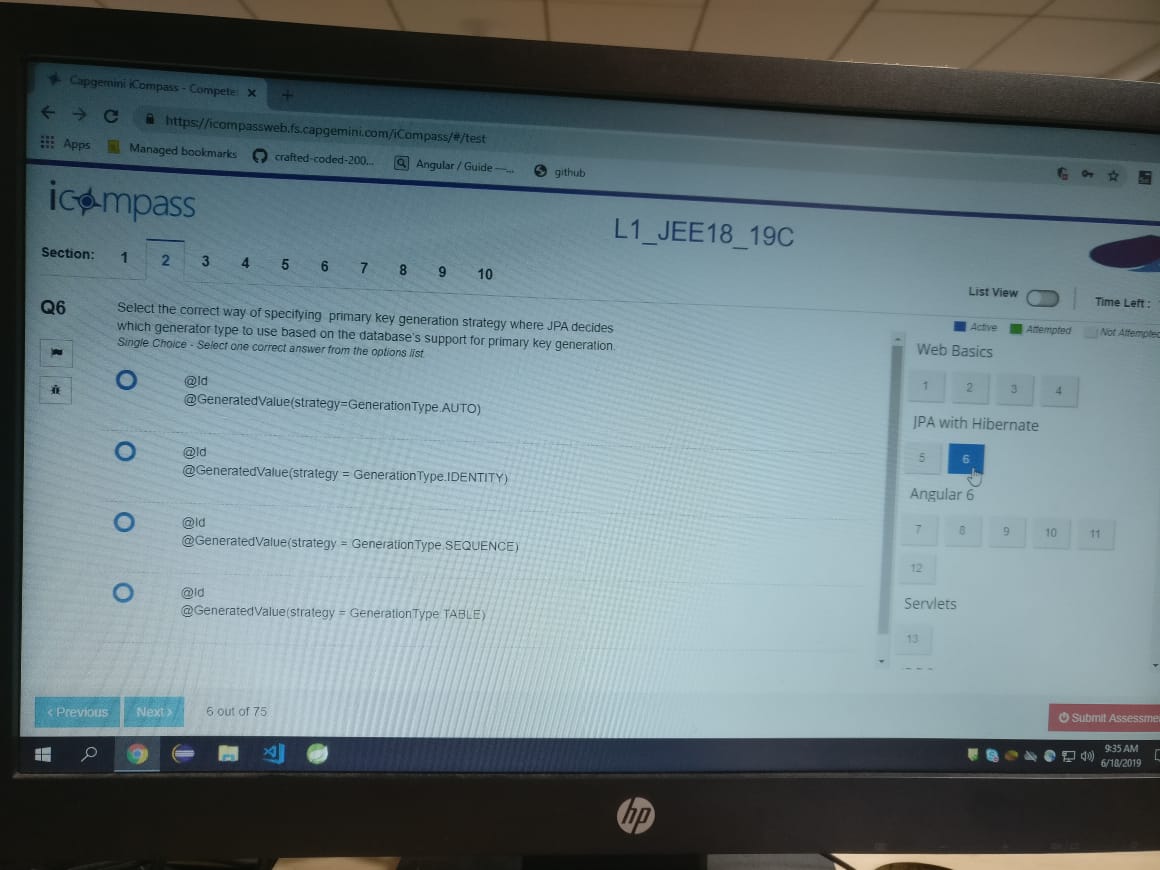 Capgemini iCompass - Compete
https://icompassweb.fs.capgemini.com/iCompass/#/test
Apps
Managed bookmarks
crafted-coded-200...
Angular / Guide —...
github
icompass
L1_JEE18_19C
Section: 1 2 3 4 5 6 7 8 9 10
List View
Time Left :
Active
Attempted
Not Attempted
Q6
Select the correct way of specifying primary key generation strategy where JPA decides
which generator type to use based on the database's support for primary key generation.
Single Choice - Select one correct answer from the options list
@Id
@GeneratedValue(strategy=GenerationType.AUTO)
@Id
@GeneratedValue(strategy = GenerationType.IDENTITY)
@Id
@GeneratedValue(strategy = GenerationType.SEQUENCE)
@Id
@GeneratedValue(strategy = GenerationType.TABLE)
Web Basics
1 2 3 4
JPA with Hibernate
5 6
Angular 6
7 8 9 10 11
12
Servlets
13
< Previous
Next >
6 out of 75
Submit Assessme
9:35 AM
6/18/2019
hp